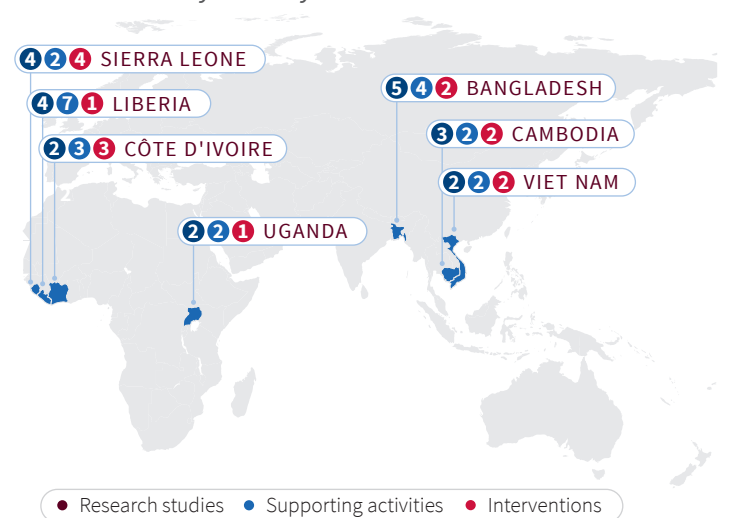 4 2 4 SIERRA LEONE
4 7 1 LIBERIA
2 3 3 CÔTE D'IVOIRE
2 2 1 UGANDA
5 4 2 BANGLADESH
3 2 2 CAMBODIA
2 2 2 VIET NAM
Research studies Supporting activities Interventions